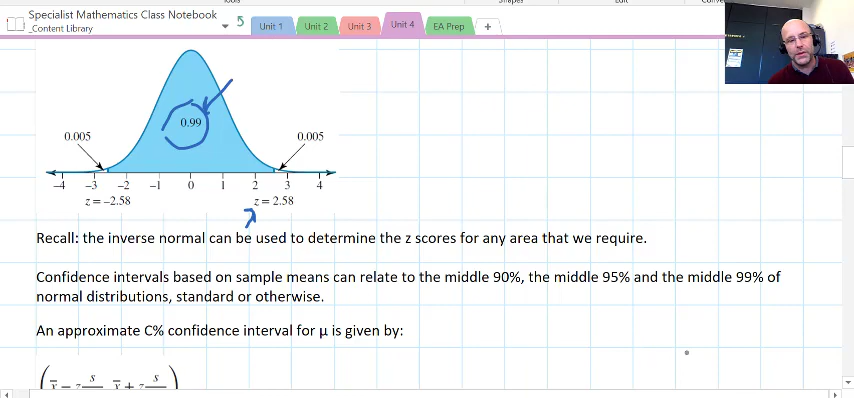 Specialist Mathematics Class Notebook
_Content Library
Unit 1
Unit 2
Unit 3
Unit 4
EA Prep
+
0.99
0.005
0.005
–4 –3 –2 –1 0 1 2 3 4
z = –2.58
z = 2.58
Recall: the inverse normal can be used to determine the z scores for any area that we require.
Confidence intervals based on sample means can relate to the middle 90%, the middle 95% and the middle 99% of
normal distributions, standard or otherwise.
An approximate C% confidence interval for μ is given by: